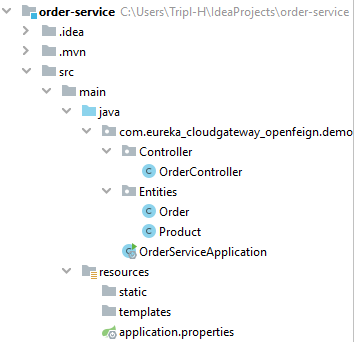 order-service C:\Users\Tripl-H\IdeaProjects\order-service
.idea
.mvn
src
main
java
com.eureka_cloudgateway_openfeign.demo
Controller
OrderController
Entities
Order
Product
OrderServiceApplication
resources
static
templates
application.properties